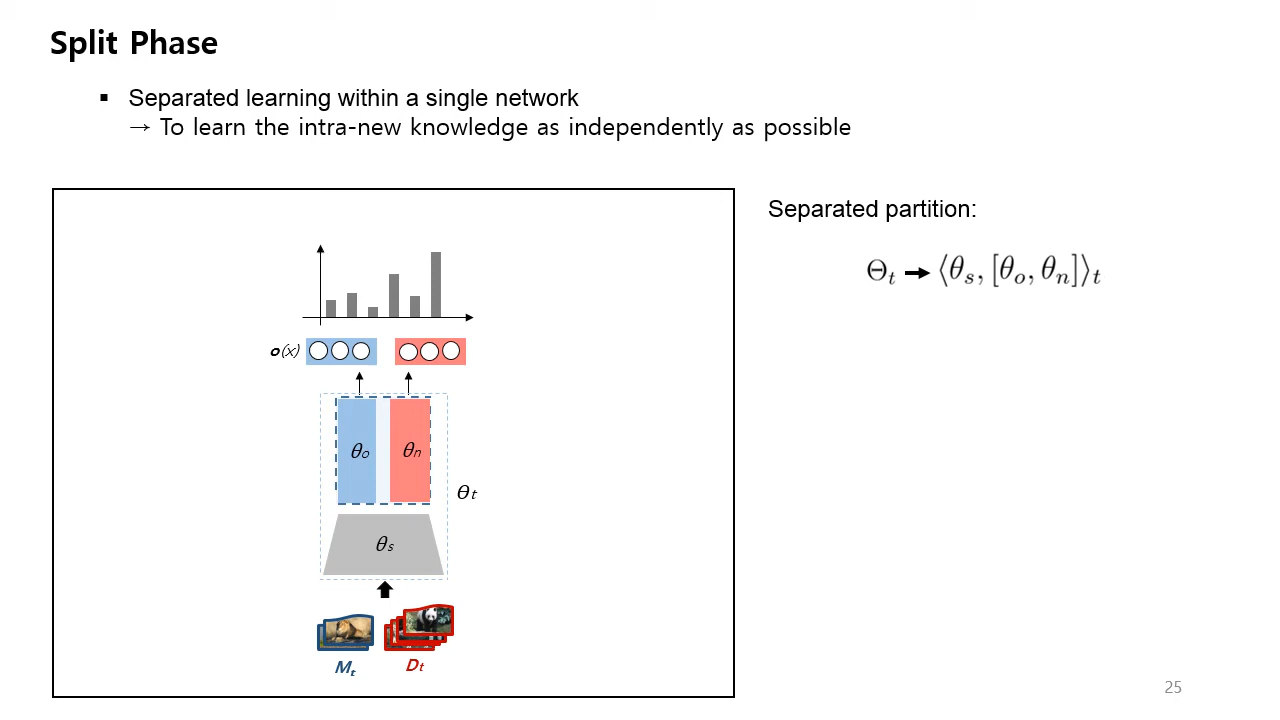 Split Phase
▪ Separated learning within a single network
→ To learn the intra-new knowledge as independently as possible
Separated partition:
Θt → ⟨θs, [θo, θn]⟩t
o(x)
θo θn
θt
θs
Mt Dt
25